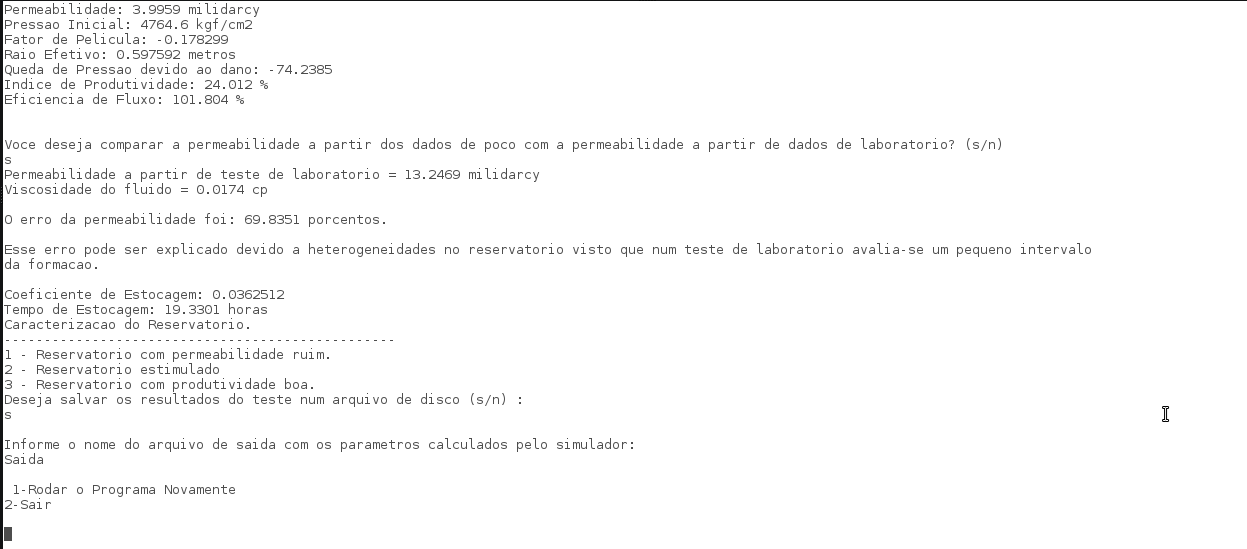 Permeabilidade: 3.9959 milidarcy
Pressao Inicial: 4764.6 kgf/cm2
Fator de Pelicula: -0.178299
Raio Efetivo: 0.597592 metros
Queda de Pressao devido ao dano: -74.2385
Indice de Produtividade: 24.012 %
Eficiencia de Fluxo: 101.804 %
Voce deseja comparar a permeabilidade a partir dos dados de poco com a permeabilidade a partir de dados de laboratorio? (s/n)
s
Permeabilidade a partir de teste de laboratorio = 13.2469 milidarcy
Viscosidade do fluido = 0.0174 cp
O erro da permeabilidade foi: 69.8351 porcentos.
Esse erro pode ser explicado devido a heterogeneidades no reservatorio visto que num teste de laboratorio avalia-se um pequeno intervalo
da formacao.
Coeficiente de Estocagem: 0.0362512
Tempo de Estocagem: 19.3301 horas
Caracterizacao do Reservatorio.
-------------------------------------------------
1 - Reservatorio com permeabilidade ruim.
2 - Reservatorio estimulado
3 - Reservatorio com produtividade boa.
Deseja salvar os resultados do teste num arquivo de disco (s/n) :
s
Informe o nome do arquivo de saida com os parametros calculados pelo simulador:
Saida
1-Rodar o Programa Novamente
2-Sair